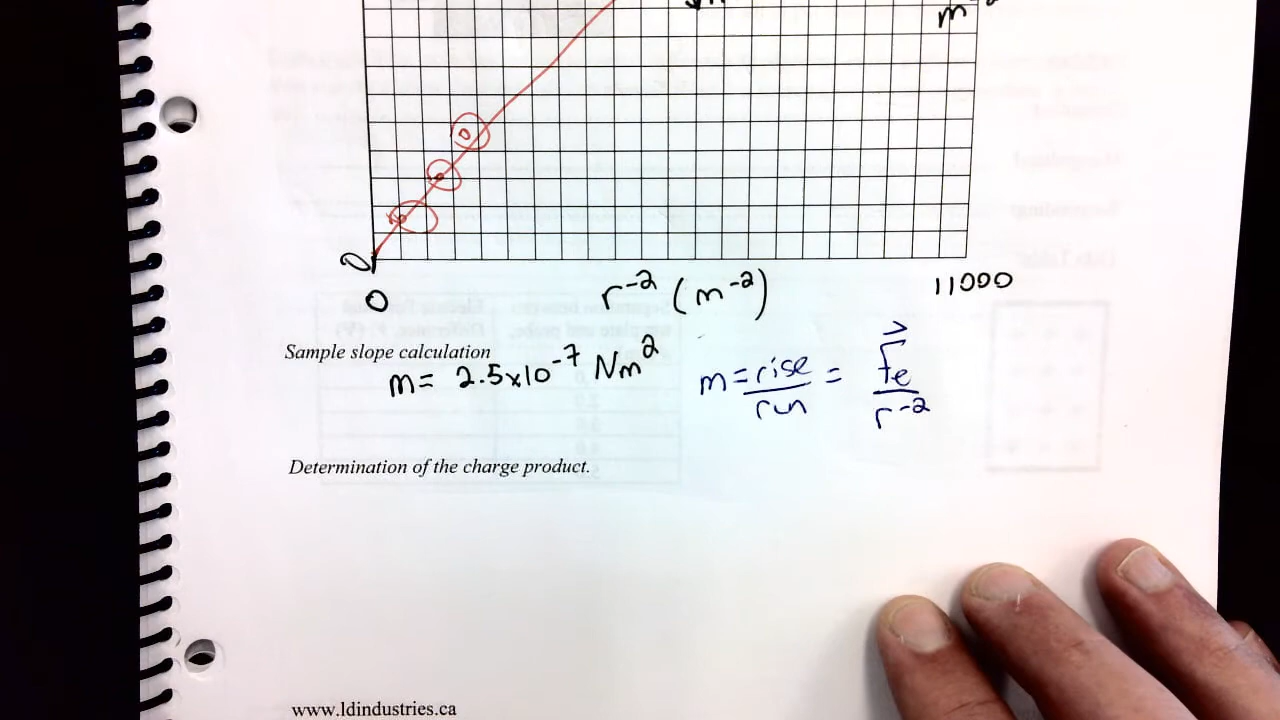 m⁻²
0
0
r⁻² (m⁻²)
11000
Sample slope calculation
m = 2.5x10⁻⁷ Nm²
m = rise/run = Fe/r⁻²
Determination of the charge product.
www.ldindustries.ca